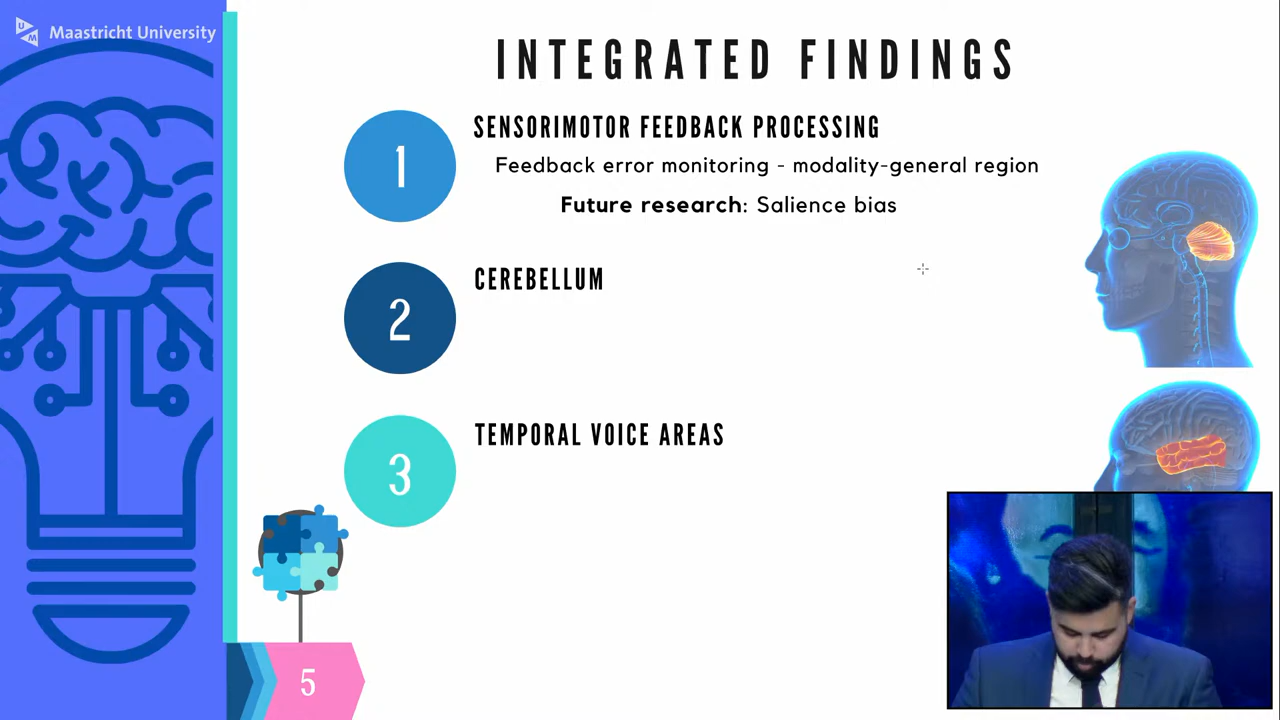 UM
Maastricht University
INTEGRATED FINDINGS
1
SENSORIMOTOR FEEDBACK PROCESSING
Feedback error monitoring - modality-general region
Future research: Salience bias
2
CEREBELLUM
3
TEMPORAL VOICE AREAS
5